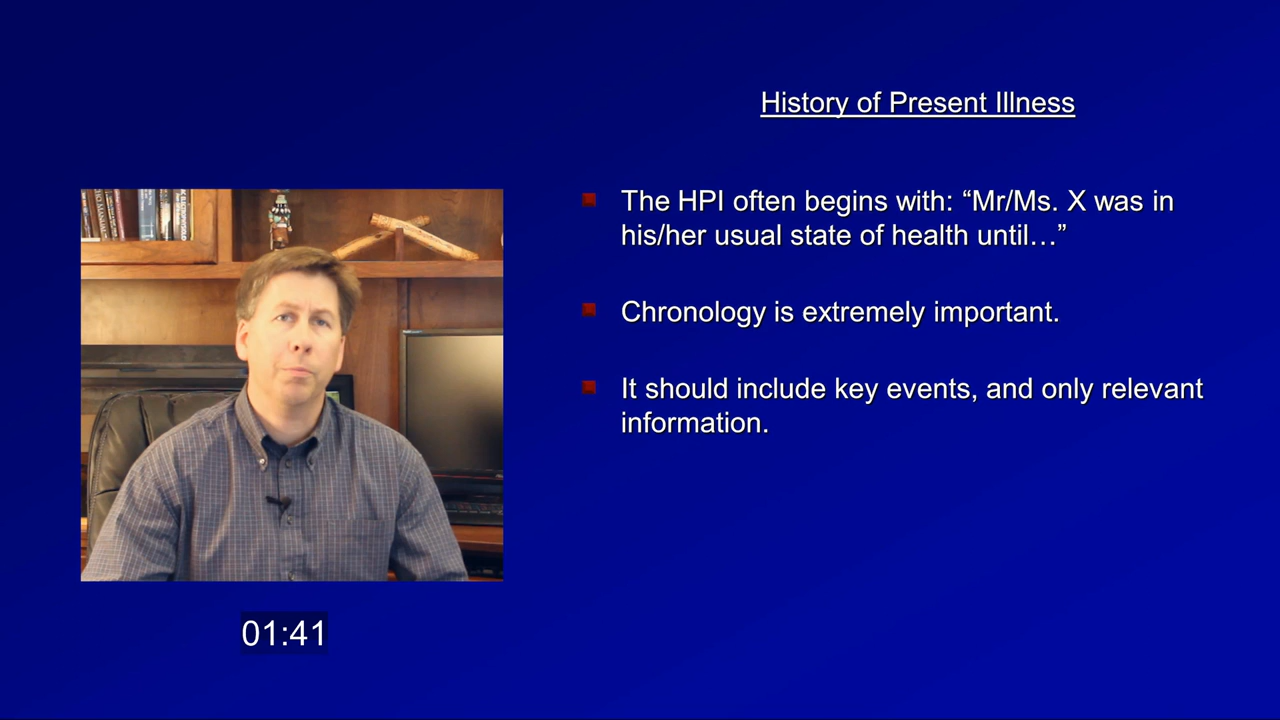 History of Present Illness
The HPI often begins with: “Mr/Ms. X was in
his/her usual state of health until…”
Chronology is extremely important.
It should include key events, and only relevant
information.
01:41